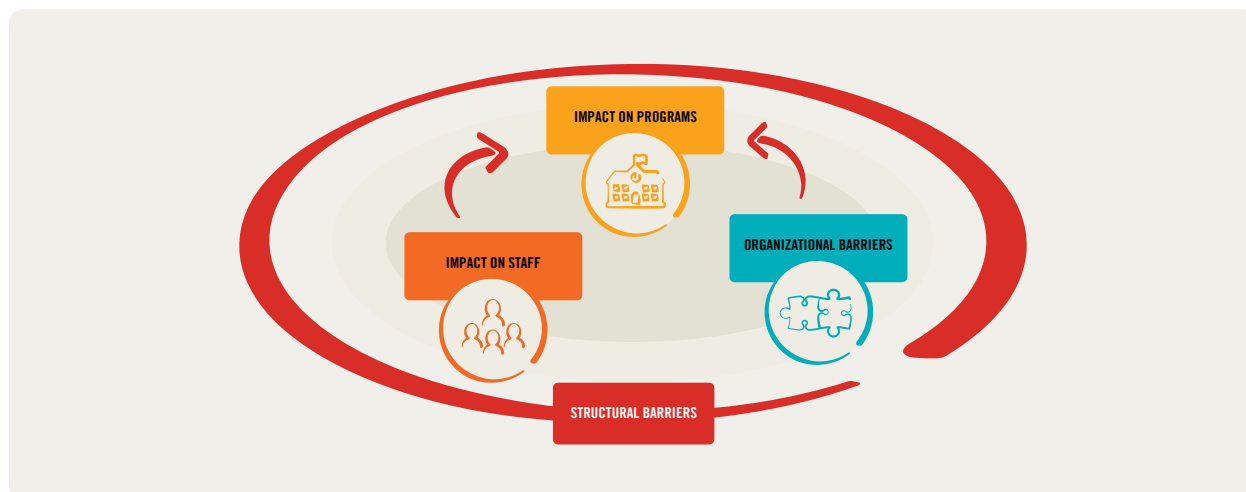 IMPACT ON PROGRAMS
ORGANIZATIONAL BARRIERS
IMPACT ON STAFF
STRUCTURAL BARRIERS